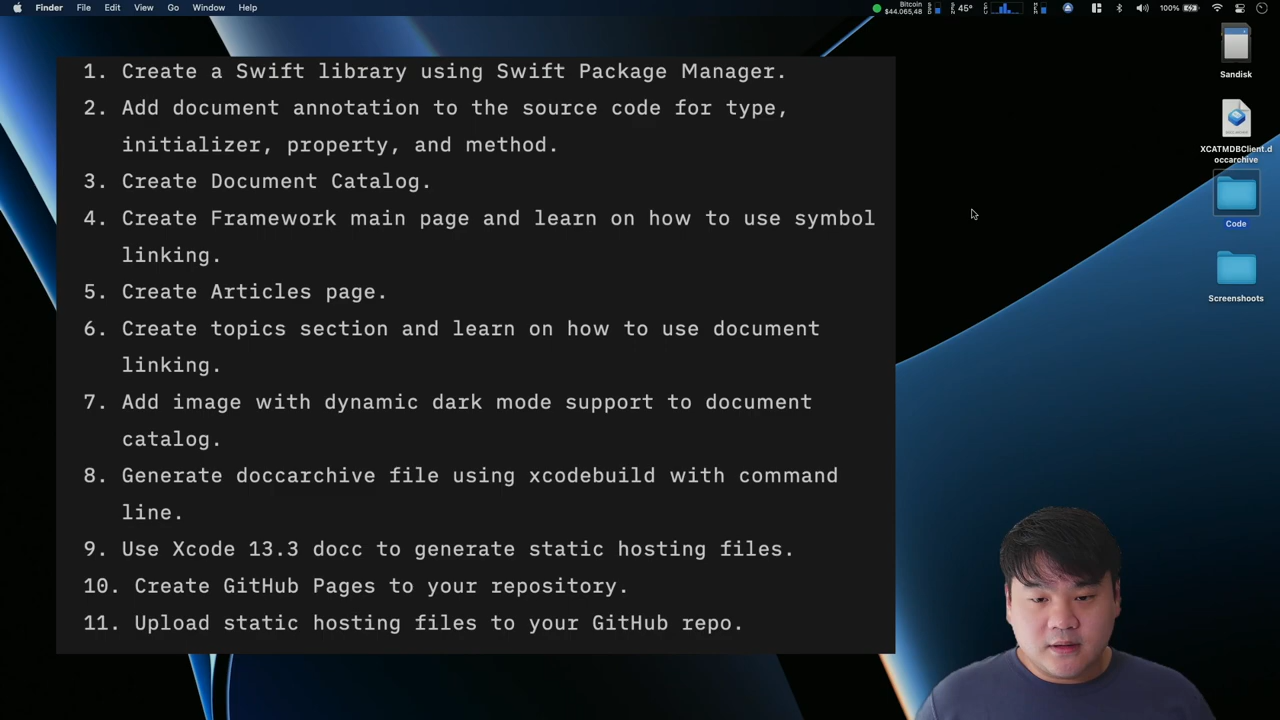 Finder File Edit View Go Window Help
Bitcoin
$44.065,48
45°
100%
Sandisk
XCATMDBClient.d
occarchive
Code
Screenshoots
1. Create a Swift library using Swift Package Manager.
2. Add document annotation to the source code for type,
initializer, property, and method.
3. Create Document Catalog.
4. Create Framework main page and learn on how to use symbol
linking.
5. Create Articles page.
6. Create topics section and learn on how to use document
linking.
7. Add image with dynamic dark mode support to document
catalog.
8. Generate doccarchive file using xcodebuild with command
line.
9. Use Xcode 13.3 docc to generate static hosting files.
10. Create GitHub Pages to your repository.
11. Upload static hosting files to your GitHub repo.